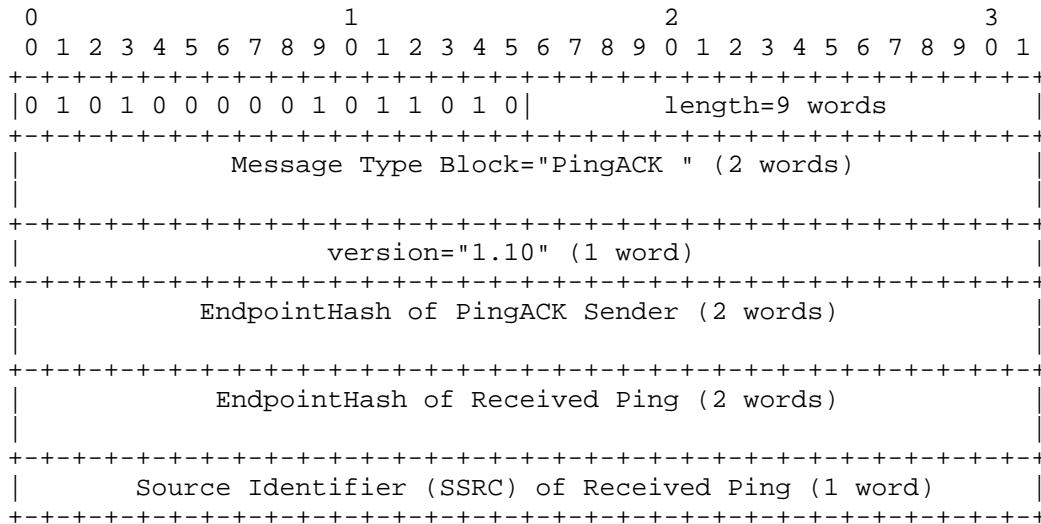 0                   1                   2                   3
0 1 2 3 4 5 6 7 8 9 0 1 2 3 4 5 6 7 8 9 0 1 2 3 4 5 6 7 8 9 0 1
+-+-+-+-+-+-+-+-+-+-+-+-+-+-+-+-+-+-+-+-+-+-+-+-+-+-+-+-+-+-+-+-+
|0 1 0 1 0 0 0 0 0 1 0 1 1 0 1 0|        length=9 words         |
+-+-+-+-+-+-+-+-+-+-+-+-+-+-+-+-+-+-+-+-+-+-+-+-+-+-+-+-+-+-+-+-+
|             Message Type Block="PingACK " (2 words)           |
|                                                               |
+-+-+-+-+-+-+-+-+-+-+-+-+-+-+-+-+-+-+-+-+-+-+-+-+-+-+-+-+-+-+-+-+
|                   version="1.10" (1 word)                     |
+-+-+-+-+-+-+-+-+-+-+-+-+-+-+-+-+-+-+-+-+-+-+-+-+-+-+-+-+-+-+-+-+
|           EndpointHash of PingACK Sender (2 words)            |
|                                                               |
+-+-+-+-+-+-+-+-+-+-+-+-+-+-+-+-+-+-+-+-+-+-+-+-+-+-+-+-+-+-+-+-+
|            EndpointHash of Received Ping (2 words)            |
|                                                               |
+-+-+-+-+-+-+-+-+-+-+-+-+-+-+-+-+-+-+-+-+-+-+-+-+-+-+-+-+-+-+-+-+
|       Source Identifier (SSRC) of Received Ping (1 word)      |
+-+-+-+-+-+-+-+-+-+-+-+-+-+-+-+-+-+-+-+-+-+-+-+-+-+-+-+-+-+-+-+-+